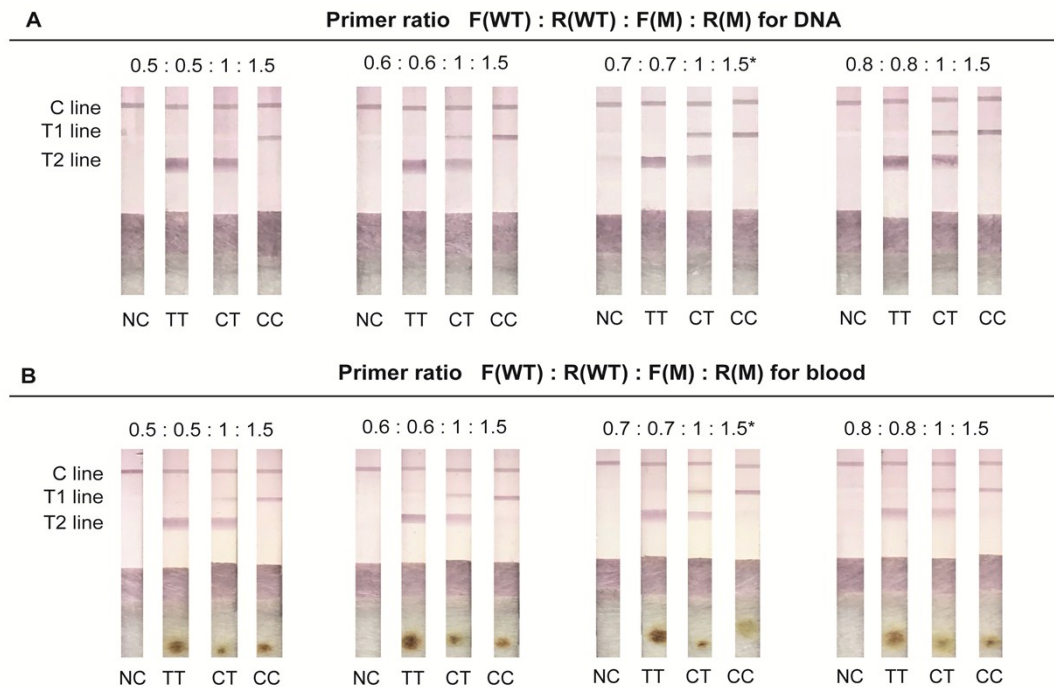 A
Primer ratio F(WT) : R(WT) : F(M) : R(M) for DNA
0.5 : 0.5 : 1 : 1.5 0.6 : 0.6 : 1 : 1.5 0.7 : 0.7 : 1 : 1.5* 0.8 : 0.8 : 1 : 1.5
C line
T1 line
T2 line
NC TT CT CC NC TT CT CC NC TT CT CC NC TT CT CC
B
Primer ratio F(WT) : R(WT) : F(M) : R(M) for blood
0.5 : 0.5 : 1 : 1.5 0.6 : 0.6 : 1 : 1.5 0.7 : 0.7 : 1 : 1.5* 0.8 : 0.8 : 1 : 1.5
C line
T1 line
T2 line
NC TT CT CC NC TT CT CC NC TT CT CC NC TT CT CC